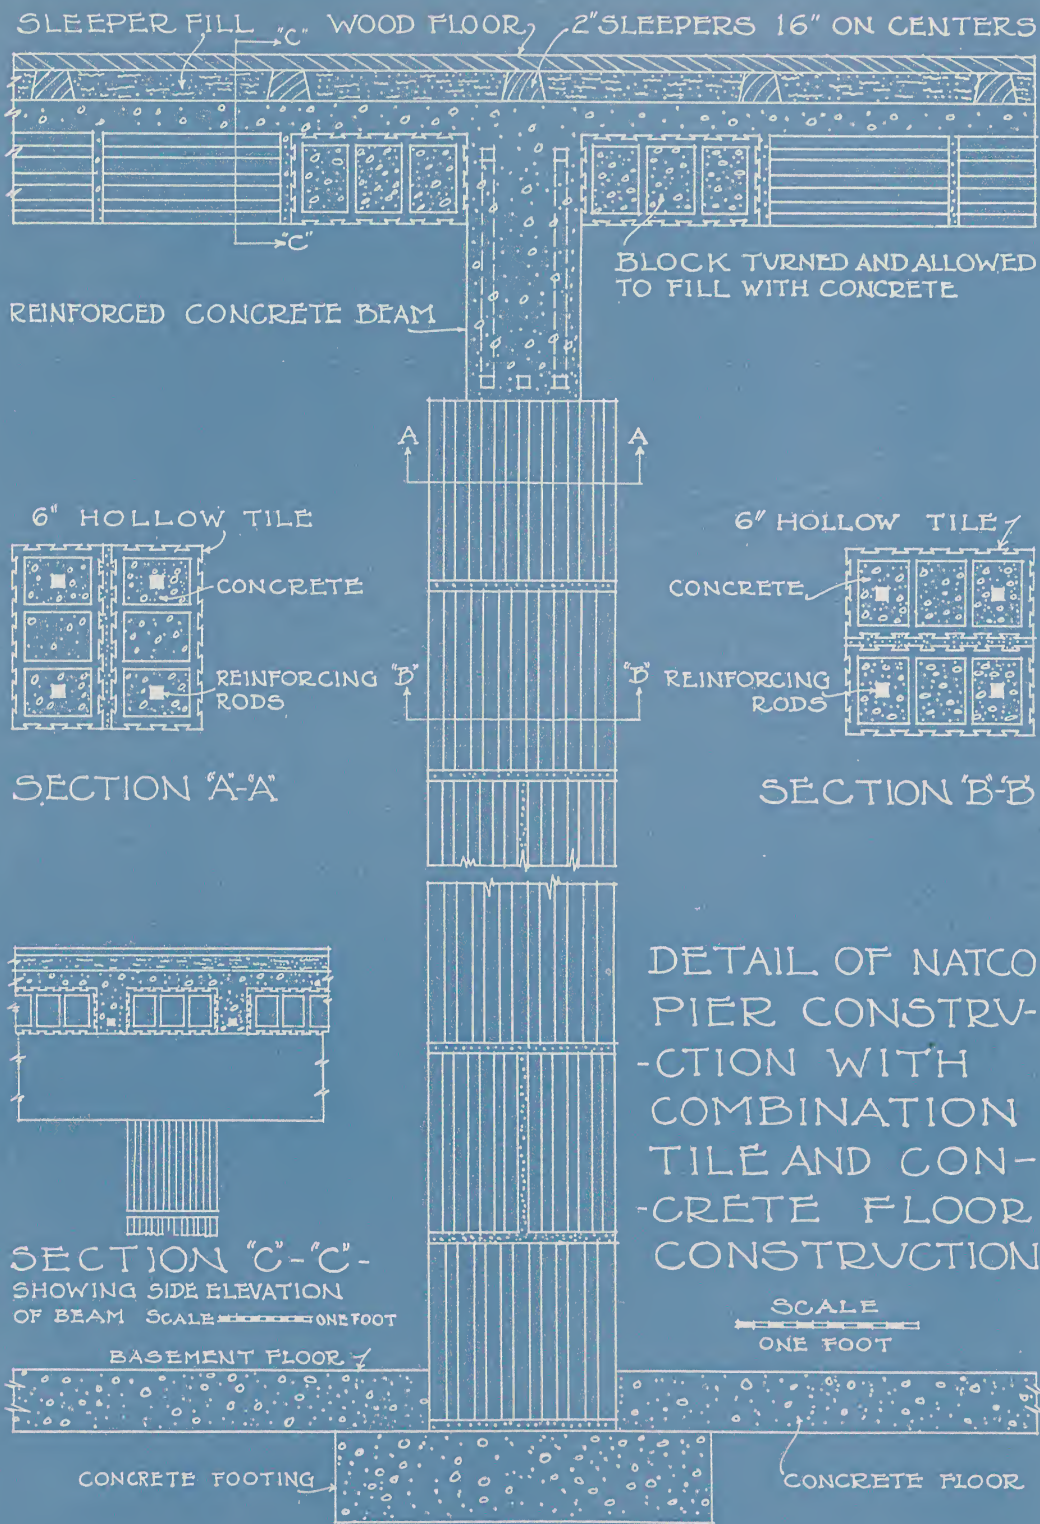 SLEEPER FILL "C" WOOD FLOOR 2" SLEEPERS 16" ON CENTERS
"C"
BLOCK TURNED AND ALLOWED
TO FILL WITH CONCRETE
REINFORCED CONCRETE BEAM
A A
6" HOLLOW TILE
CONCRETE
REINFORCING
RODS
SECTION "A"-"A"
"B" "B"
6" HOLLOW TILE
CONCRETE
REINFORCING
RODS
SECTION "B"-"B"
DETAIL OF NATCO
PIER CONSTRU-
-CTION WITH
COMBINATION
TILE AND CON-
-CRETE FLOOR
CONSTRUCTION
SCALE
ONE FOOT
SECTION "C"-"C"-
SHOWING SIDE ELEVATION
OF BEAM SCALE ONE FOOT
BASEMENT FLOOR
CONCRETE FOOTING
CONCRETE FLOOR